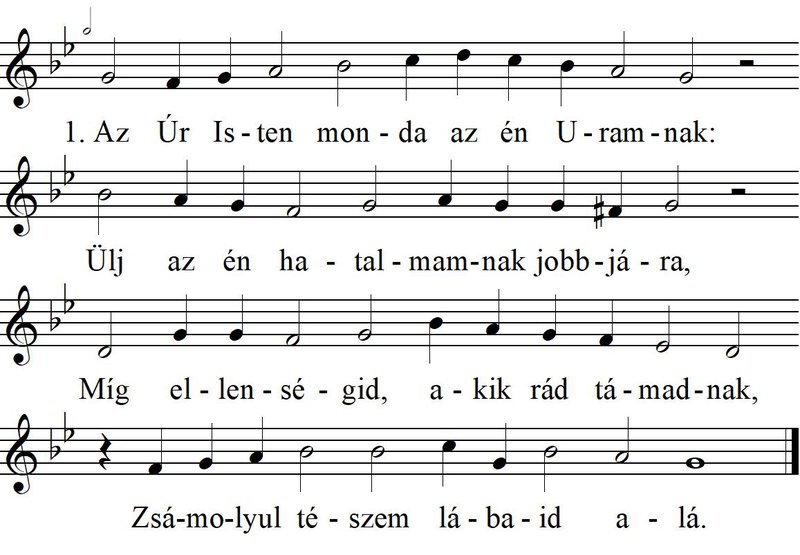 1. Az Úr Is - ten mon - da az én U - ram - nak:
Ülj az én ha - tal - mam - nak jobb - já - ra,
Míg el - len - sé - gid, a - kik rád tá - mad - nak,
Zsá - mo - lyul té - szem lá - ba - id a - lá.